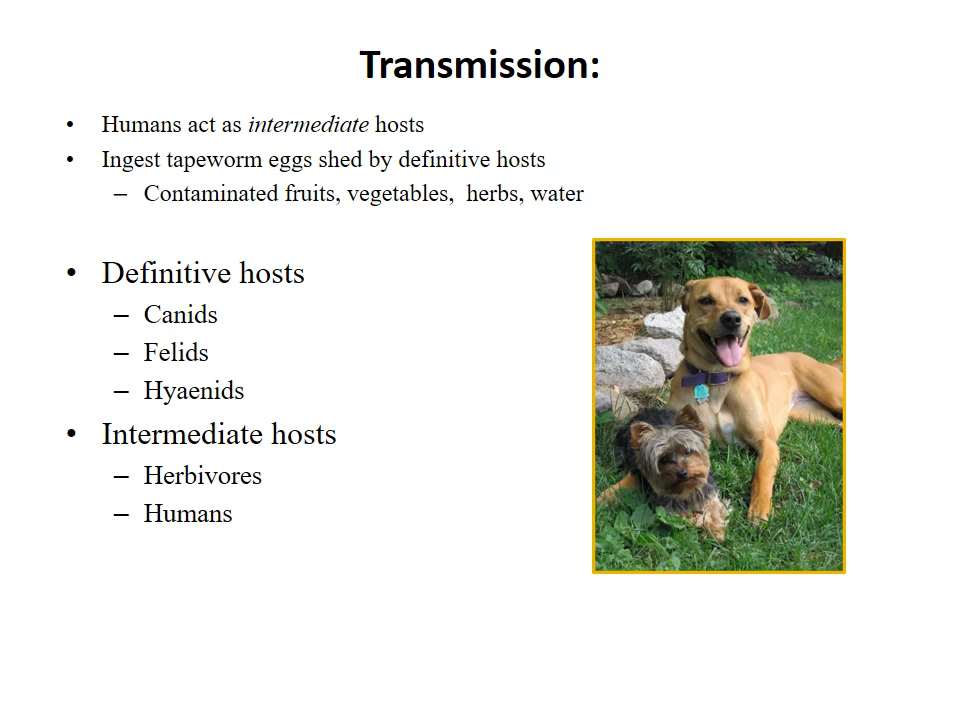 Transmission:
• Humans act as intermediate hosts
• Ingest tapeworm eggs shed by definitive hosts
– Contaminated fruits, vegetables,  herbs, water
• Definitive hosts
– Canids
– Felids
– Hyaenids
• Intermediate hosts
– Herbivores
– Humans